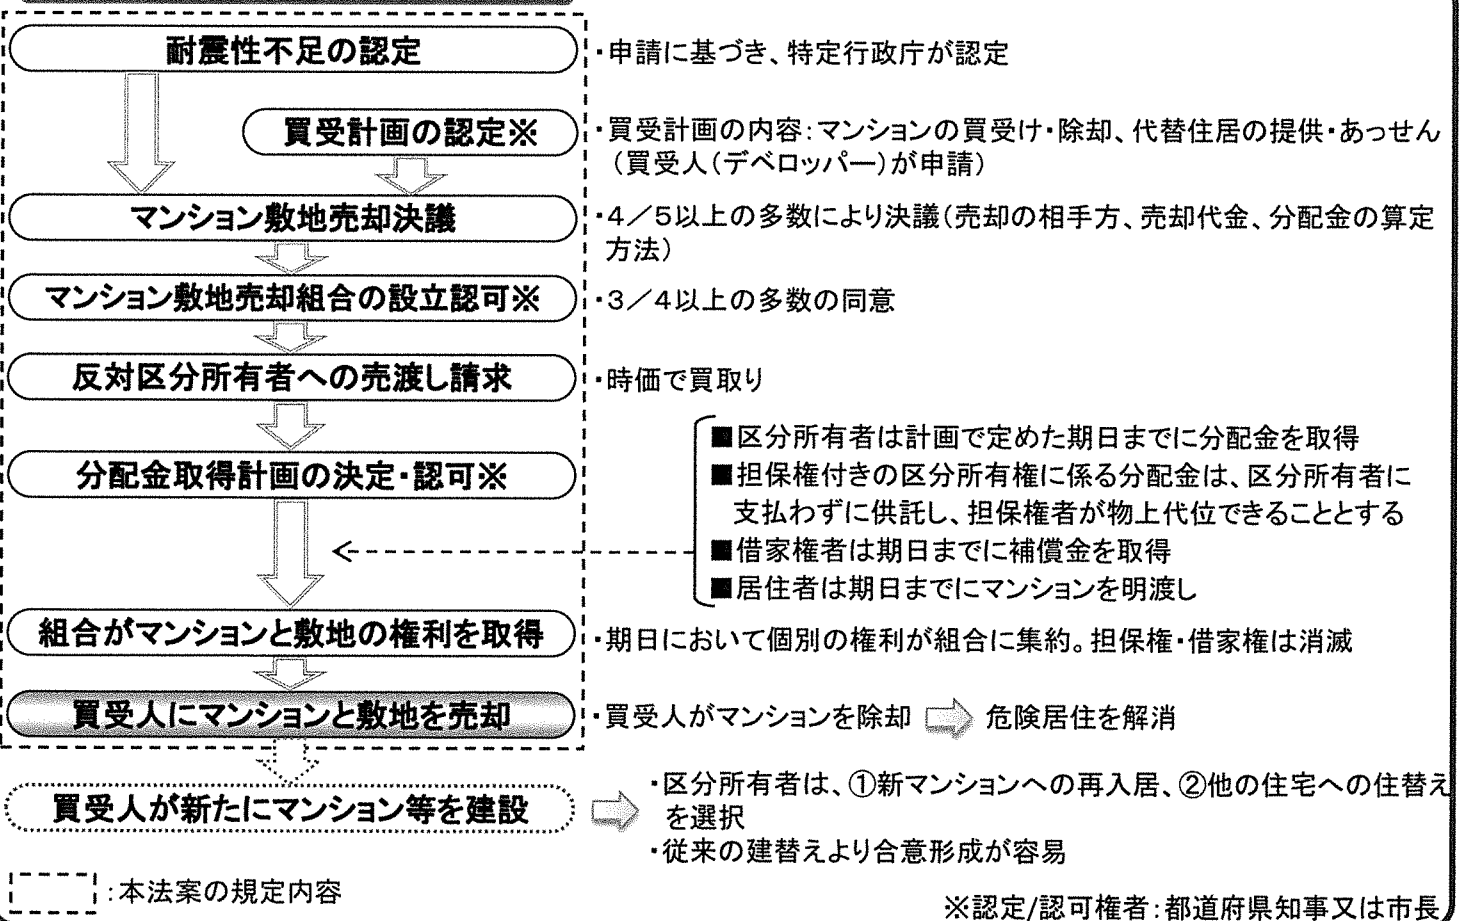 耐震性不足の認定
・申請に基づき、特定行政庁が認定
買受計画の認定※
・買受計画の内容:マンションの買受け・除却、代替住居の提供・あっせん
(買受人(デベロッパー)が申請)
マンション敷地売却決議
・4/5以上の多数により決議(売却の相手方、売却代金、分配金の算定
方法)
マンション敷地売却組合の設立認可※
・3/4以上の多数の同意
反対区分所有者への売渡し請求
・時価で買取り
■区分所有者は計画で定めた期日までに分配金を取得
■担保権付きの区分所有権に係る分配金は、区分所有者に
支払わずに供託し、担保権者が物上代位できることとする
■借家権者は期日までに補償金を取得
■居住者は期日までにマンションを明渡し
分配金取得計画の決定・認可※
組合がマンションと敷地の権利を取得
・期日において個別の権利が組合に集約。担保権・借家権は消滅
買受人にマンションと敷地を売却
・買受人がマンションを除却 ⇨ 危険居住を解消
買受人が新たにマンション等を建設
・区分所有者は、①新マンションへの再入居、②他の住宅への住替え
を選択
・従来の建替えより合意形成が容易
:本法案の規定内容
※認定/認可権者:都道府県知事又は市長